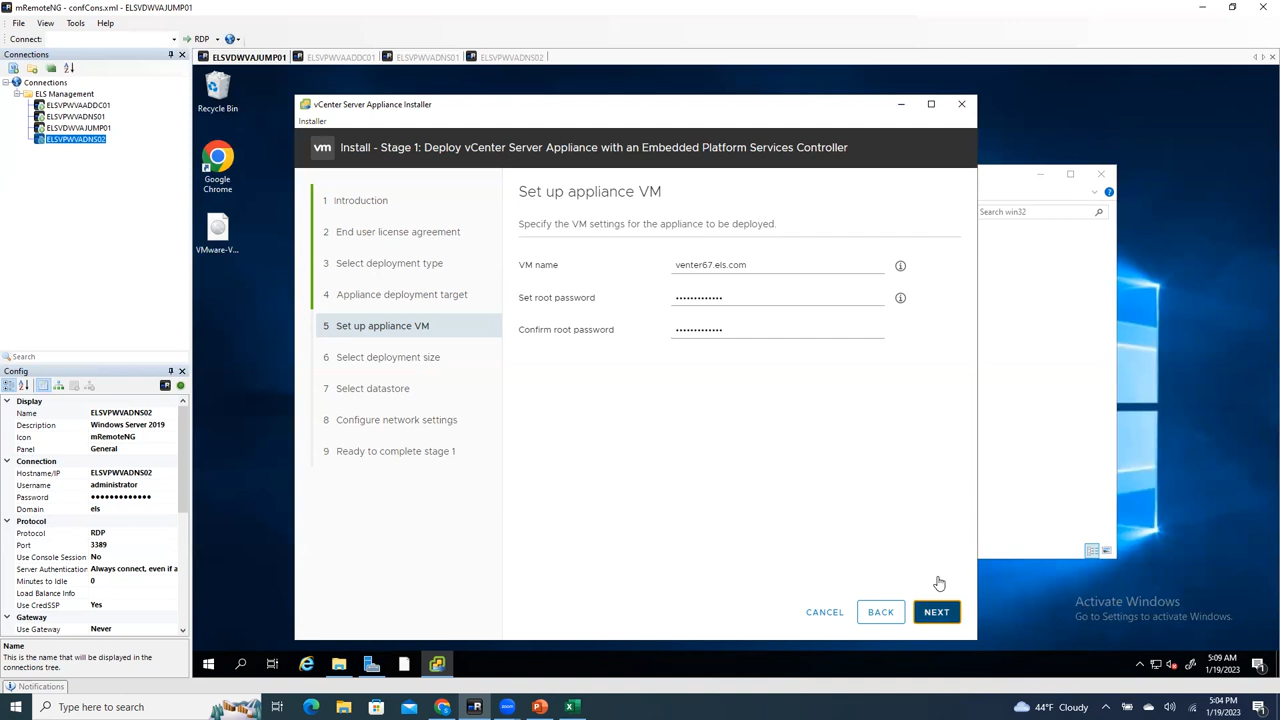 mRemoteNG - confCons.xml - ELSVDWVAJUMP01
File View Tools Help
Connect: RDP
Connections
Connections
ELS Management
ELSVPWVAADDC01
ELSVPWVADNS01
ELSVDWVAJUMP01
ELSVPWVADNS02
Search
Config
Display
Name ELSVPWVADNS02
Description Windows Server 2019
Icon mRemoteNG
Panel General
Connection
Hostname/IP ELSVPWVADNS02
Username administrator
Password •••••••••••••
Domain els
Protocol
Protocol RDP
Port 3389
Use Console Session No
Server Authentication Always connect, even if a
Minutes to Idle 0
Load Balance Info
Use CredSSP Yes
Gateway
Use Gateway Never
Name
This is the name that will be displayed in the
connections tree.
Notifications
ELSVDWVAJUMP01 ELSVPWVAADDC01 ELSVPWVADNS01 ELSVPWVADNS02
Recycle Bin
Google
Chrome
VMware-V...
vCenter Server Appliance Installer
Installer
vm Install - Stage 1: Deploy vCenter Server Appliance with an Embedded Platform Services Controller
1 Introduction
2 End user license agreement
3 Select deployment type
4 Appliance deployment target
5 Set up appliance VM
6 Select deployment size
7 Select datastore
8 Configure network settings
9 Ready to complete stage 1
Set up appliance VM
Specify the VM settings for the appliance to be deployed.
VM name venter67.els.com
Set root password •••••••••••••
Confirm root password •••••••••••••
CANCEL BACK NEXT
Search win32
Activate Windows
Go to Settings to activate Windows.
5:09 AM
1/19/2023
Type here to search
44°F Cloudy
5:04 PM
1/19/2023